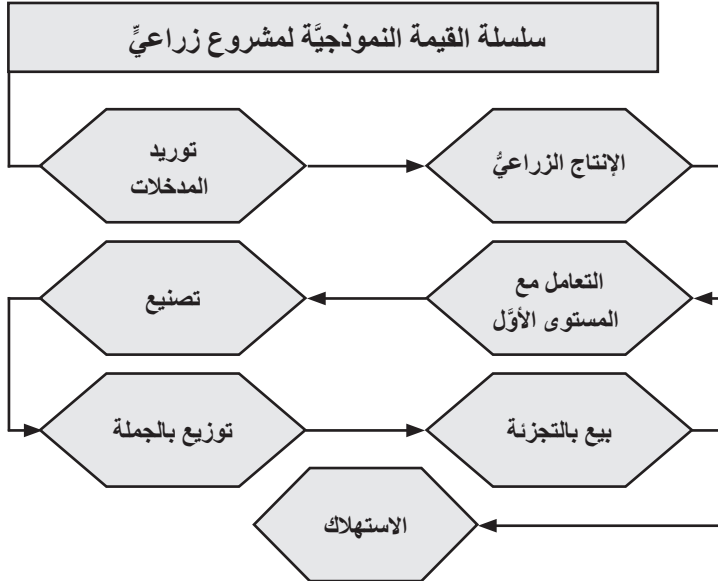 سلسلة القيمة النموذجيَّة لمشروع زراعيٍّ
توريد
المدخلات
الإنتاج الزراعيُّ
التعامل مع
المستوى الأوَّل
تصنيع
توزيع بالجملة
بيع بالتجزئة
الاستهلاك